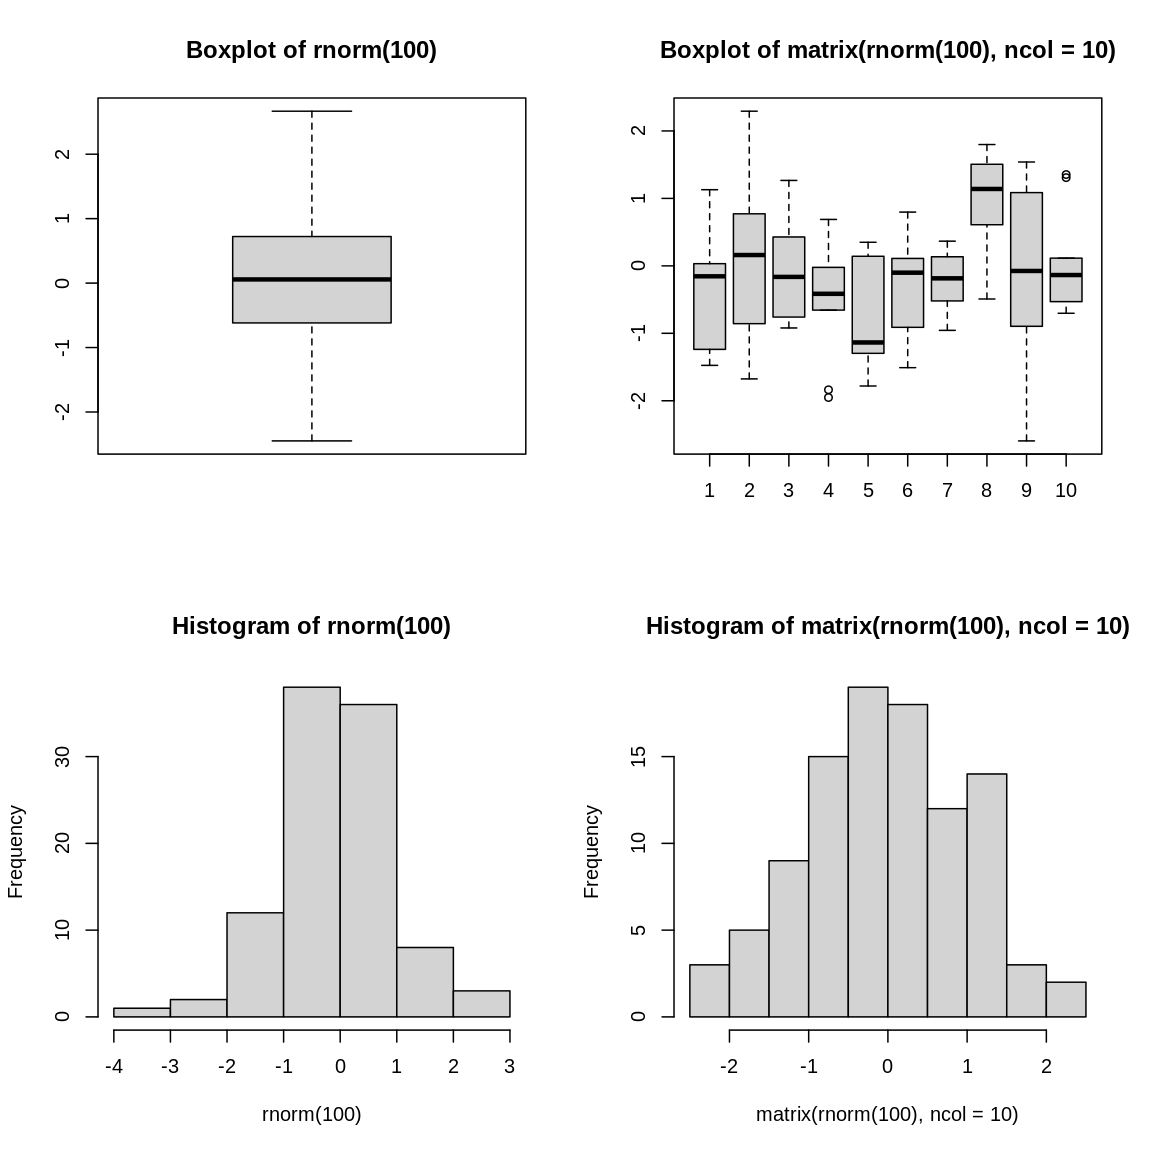 Boxplot of rnorm(100)
2
1
0
-1
-2
Boxplot of matrix(rnorm(100), ncol = 10)
2
1
0
-1
-2
1 2 3 4 5 6 7 8 9 10
Histogram of rnorm(100)
Frequency
30
20
10
0
-4 -3 -2 -1 0 1 2 3
rnorm(100)
Histogram of matrix(rnorm(100), ncol = 10)
Frequency
15
10
5
0
-2 -1 0 1 2
matrix(rnorm(100), ncol = 10)